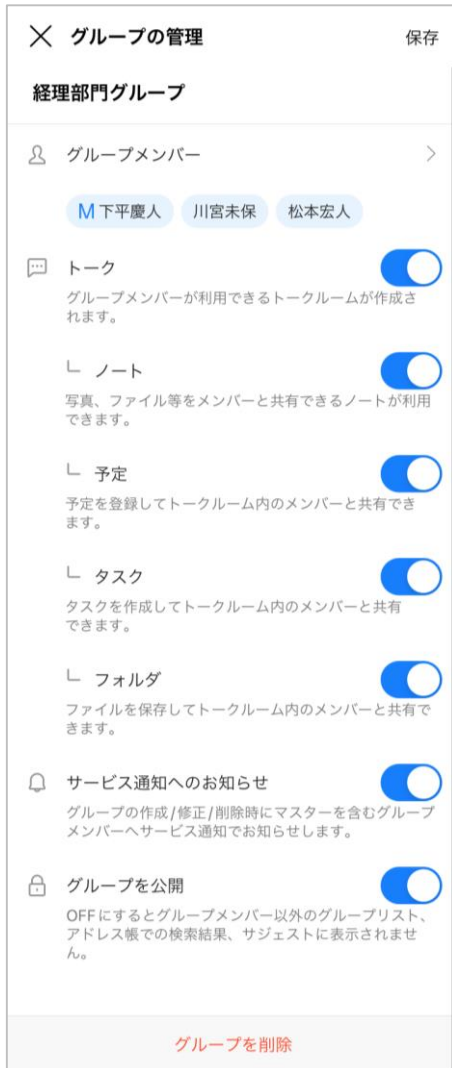 グループの管理 保存
経理部門グループ
グループメンバー
M 下平慶人 川宮未保 松本宏人
トーク
グループメンバーが利用できるトークルームが作成さ
れます。
ノート
写真、ファイル等をメンバーと共有できるノートが利用
できます。
予定
予定を登録してトークルーム内のメンバーと共有でき
ます。
タスク
タスクを作成してトークルーム内のメンバーと共有
できます。
フォルダ
ファイルを保存してトークルーム内のメンバーと共有で
きます。
サービス通知へのお知らせ
グループの作成/修正/削除時にマスターを含むグループ
メンバーへサービス通知でお知らせします。
グループを公開
OFFにするとグループメンバー以外のグループリスト、
アドレス帳での検索結果、サジェストに表示されませ
ん。
グループを削除